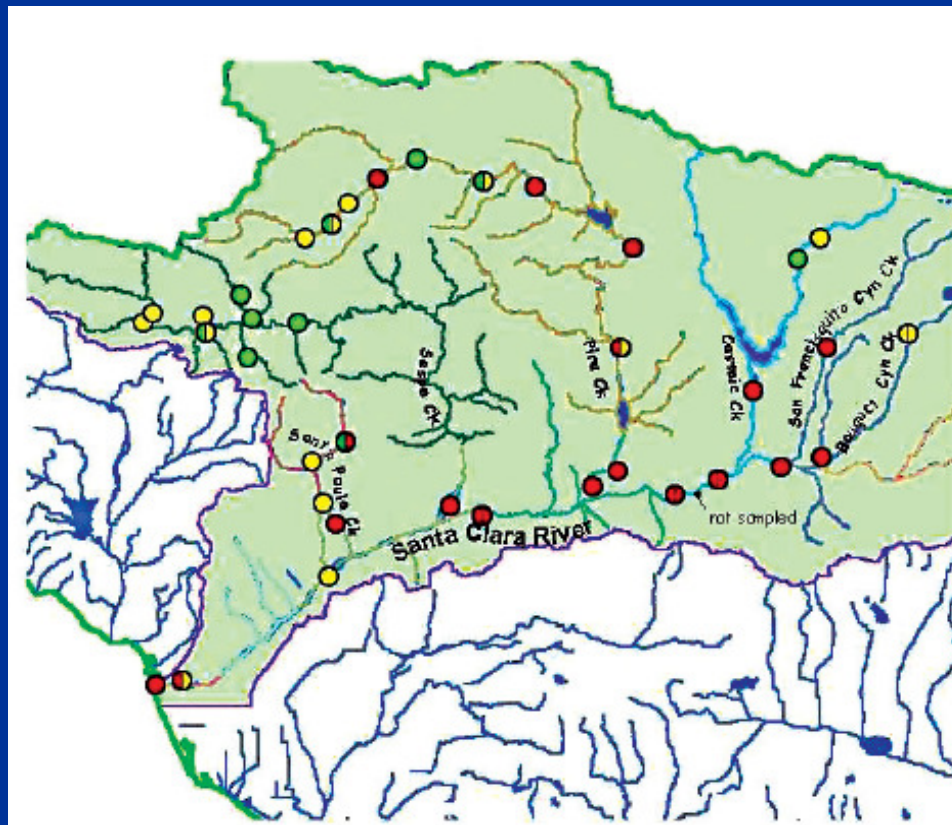 Sespe Ck
Piru Ck
Casmic Ck
San Francisquito Cyn Ck
Bouquet Cyn Ck
Santa Paula Ck
not sampled
Santa Clara River